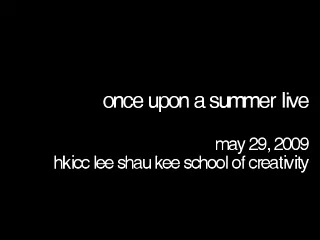 once upon a summer live
may 29, 2009
hkicc lee shau kee school of creativity